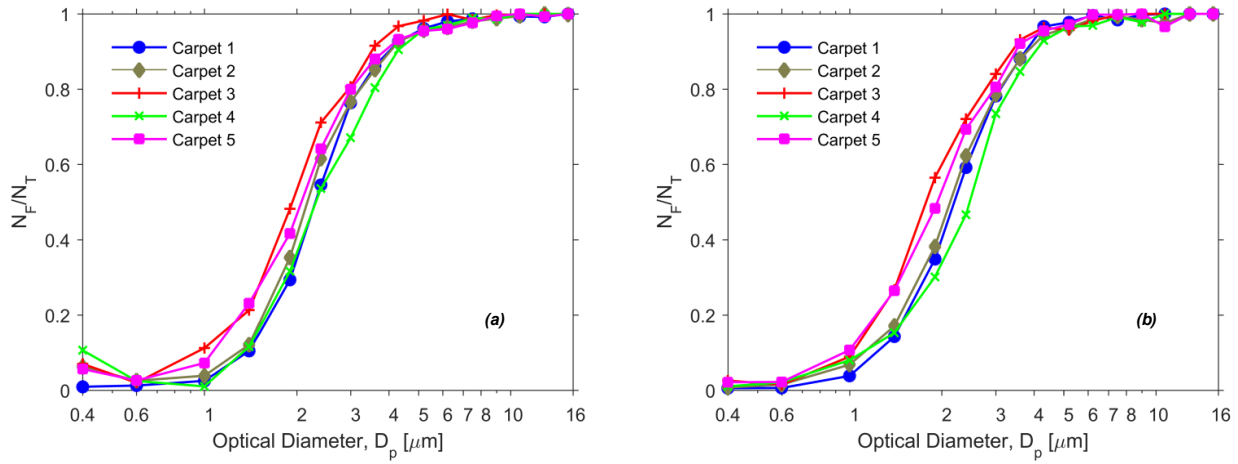 1
0.8
0.6
0.4
0.2
0
N_F/N_T
Carpet 1
Carpet 2
Carpet 3
Carpet 4
Carpet 5
(a)
0.4 0.6 1 2 3 4 5 6 7 8 10 16
Optical Diameter, D_p [μm]
1
0.8
0.6
0.4
0.2
0
N_F/N_T
Carpet 1
Carpet 2
Carpet 3
Carpet 4
Carpet 5
(b)
0.4 0.6 1 2 3 4 5 6 7 8 10 16
Optical Diameter, D_p [μm]